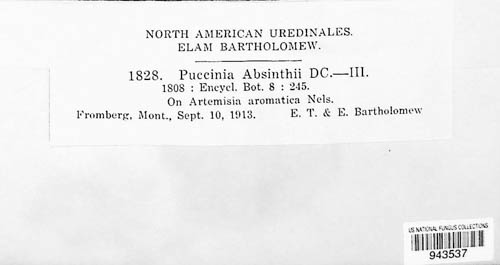 NORTH AMERICAN UREDINALES.
ELAM BARTHOLOMEW.
1828. Puccinia Absinthii DC.—III.
1808 : Encycl. Bot. 8 : 245.
On Artemisia aromatica Nels.
Fromberg, Mont., Sept. 10, 1913. E. T. & E. Bartholomew
US NATIONAL FUNGUS COLLECTIONS
943537